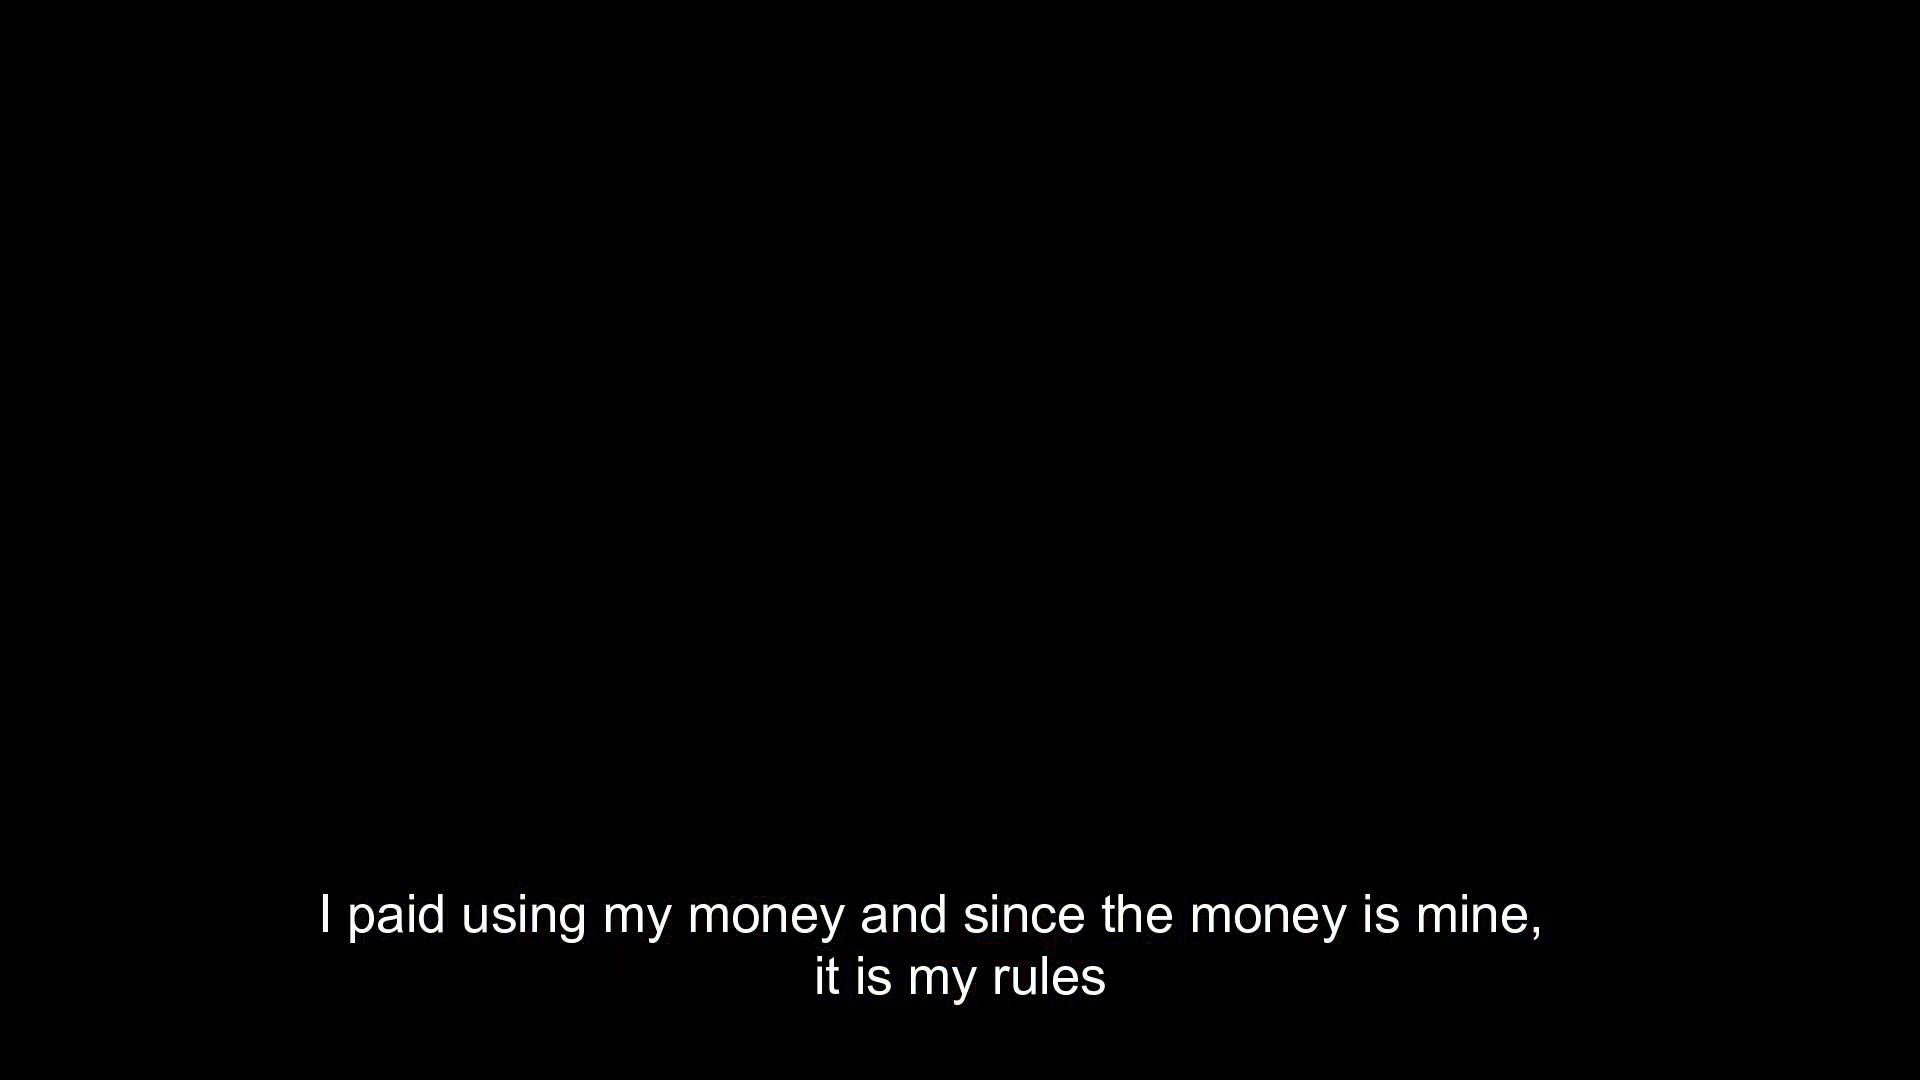 I paid using my money and since the money is mine,
it is my rules